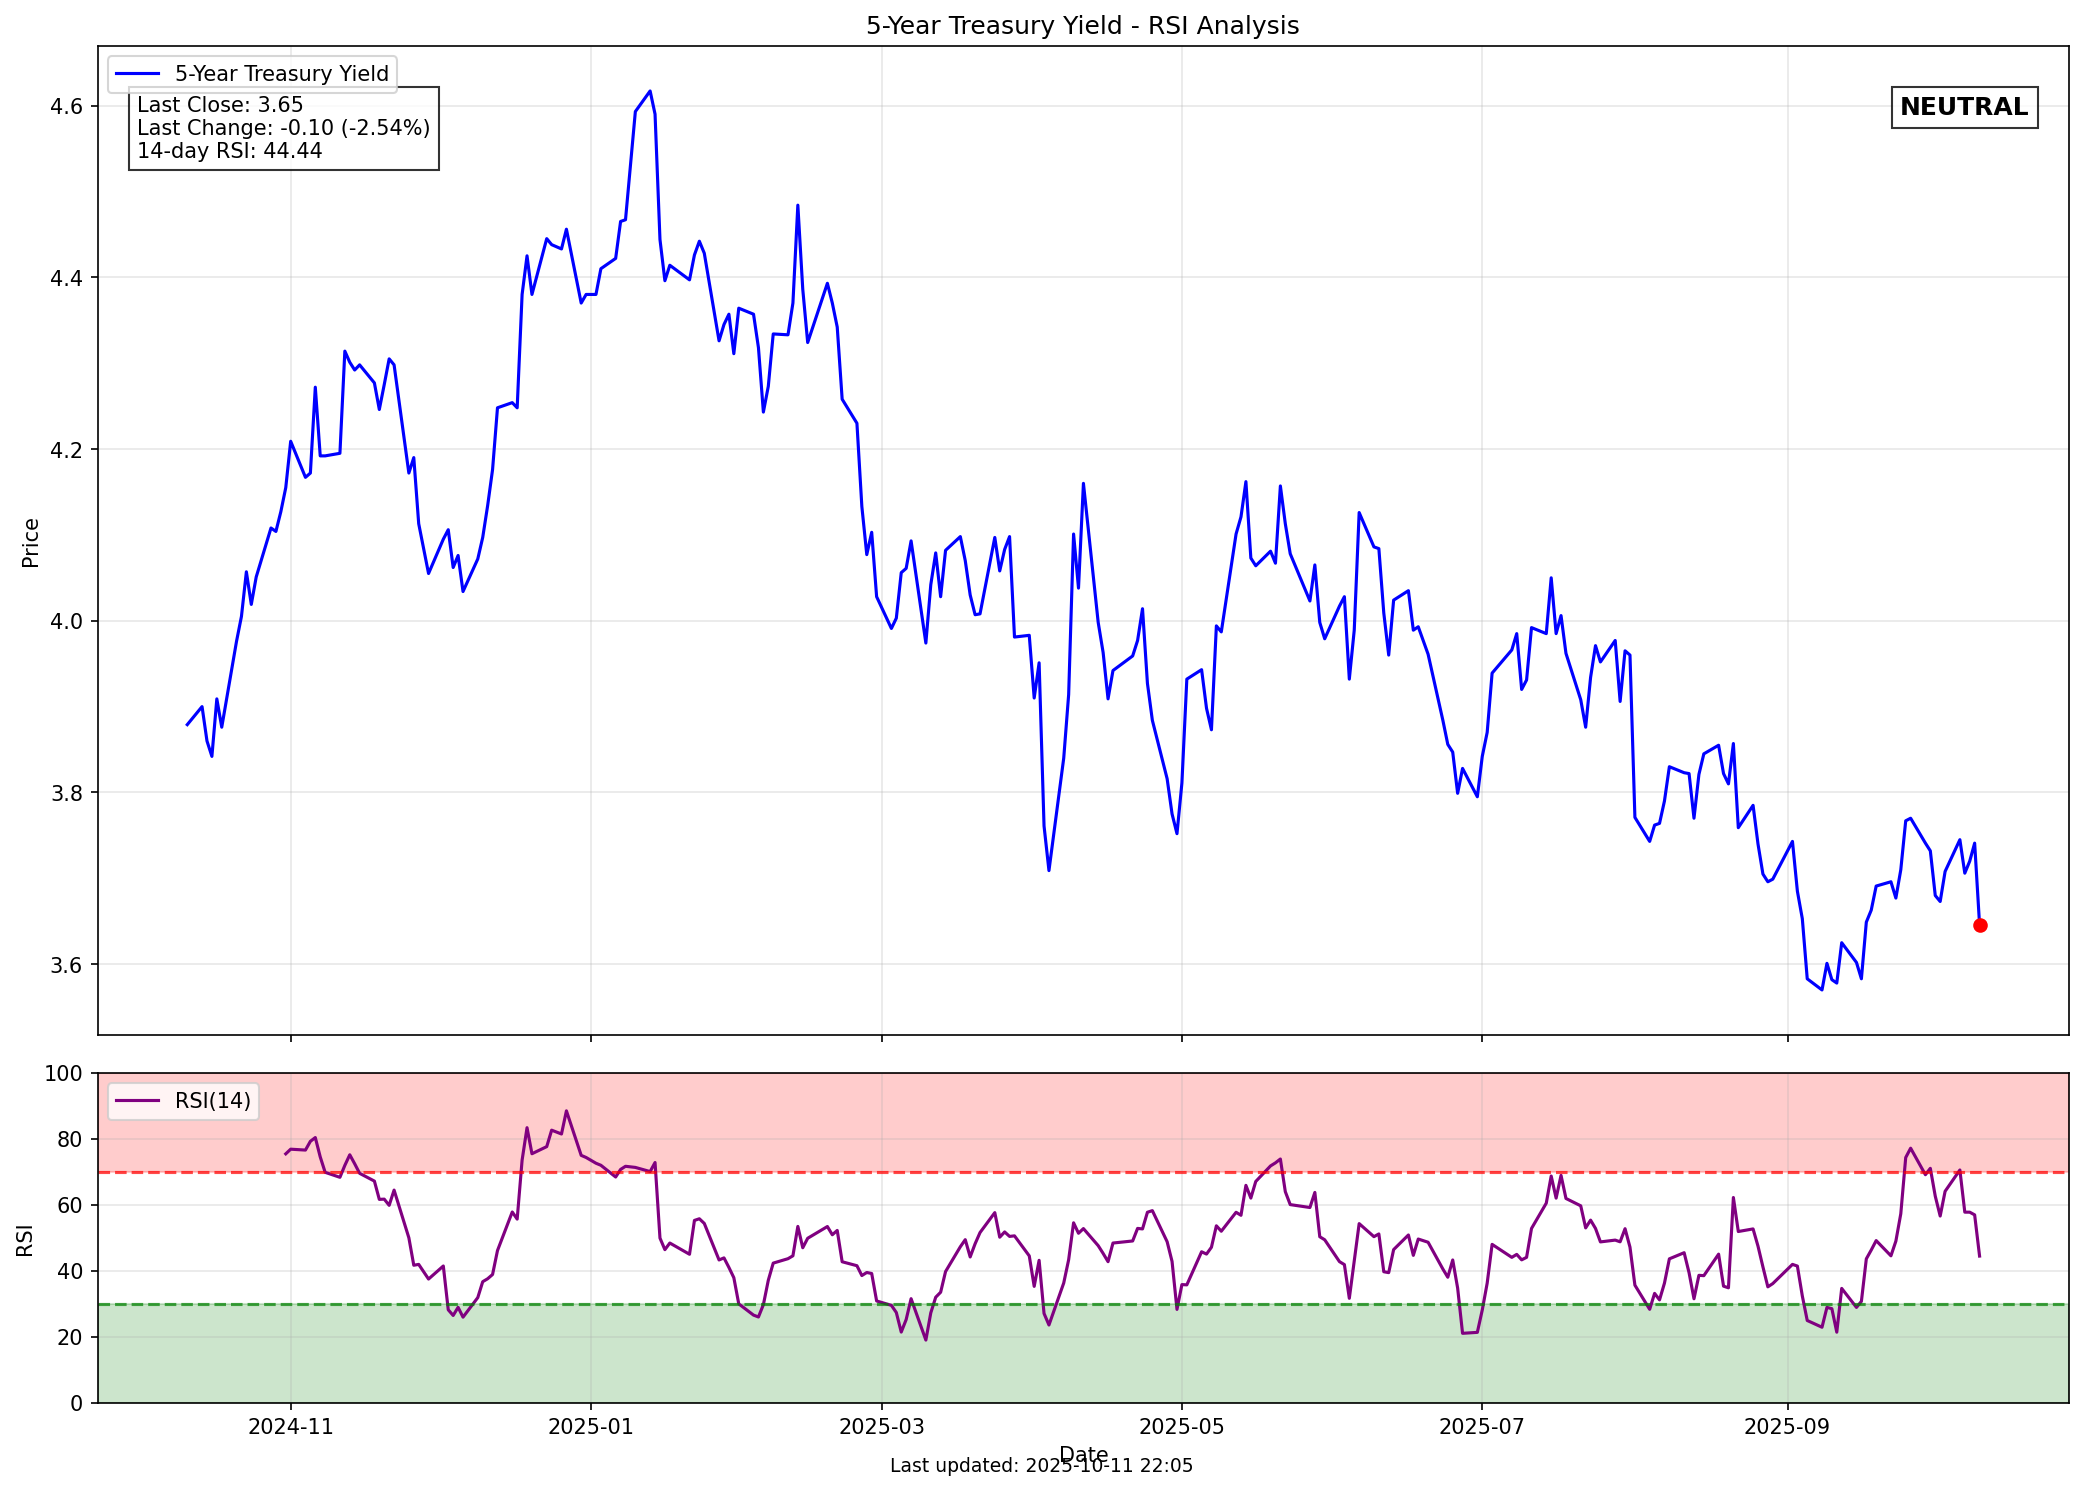 5-Year Treasury Yield - RSI Analysis
5-Year Treasury Yield
Last Close: 3.65
Last Change: -0.10 (-2.54%)
14-day RSI: 44.44
NEUTRAL
4.6
4.4
4.2
4.0
3.8
3.6
Price
RSI(14)
100
80
60
40
20
0
RSI
2024-11
2025-01
2025-03
2025-05
2025-07
2025-09
Date
Last updated: 2025-10-11 22:05